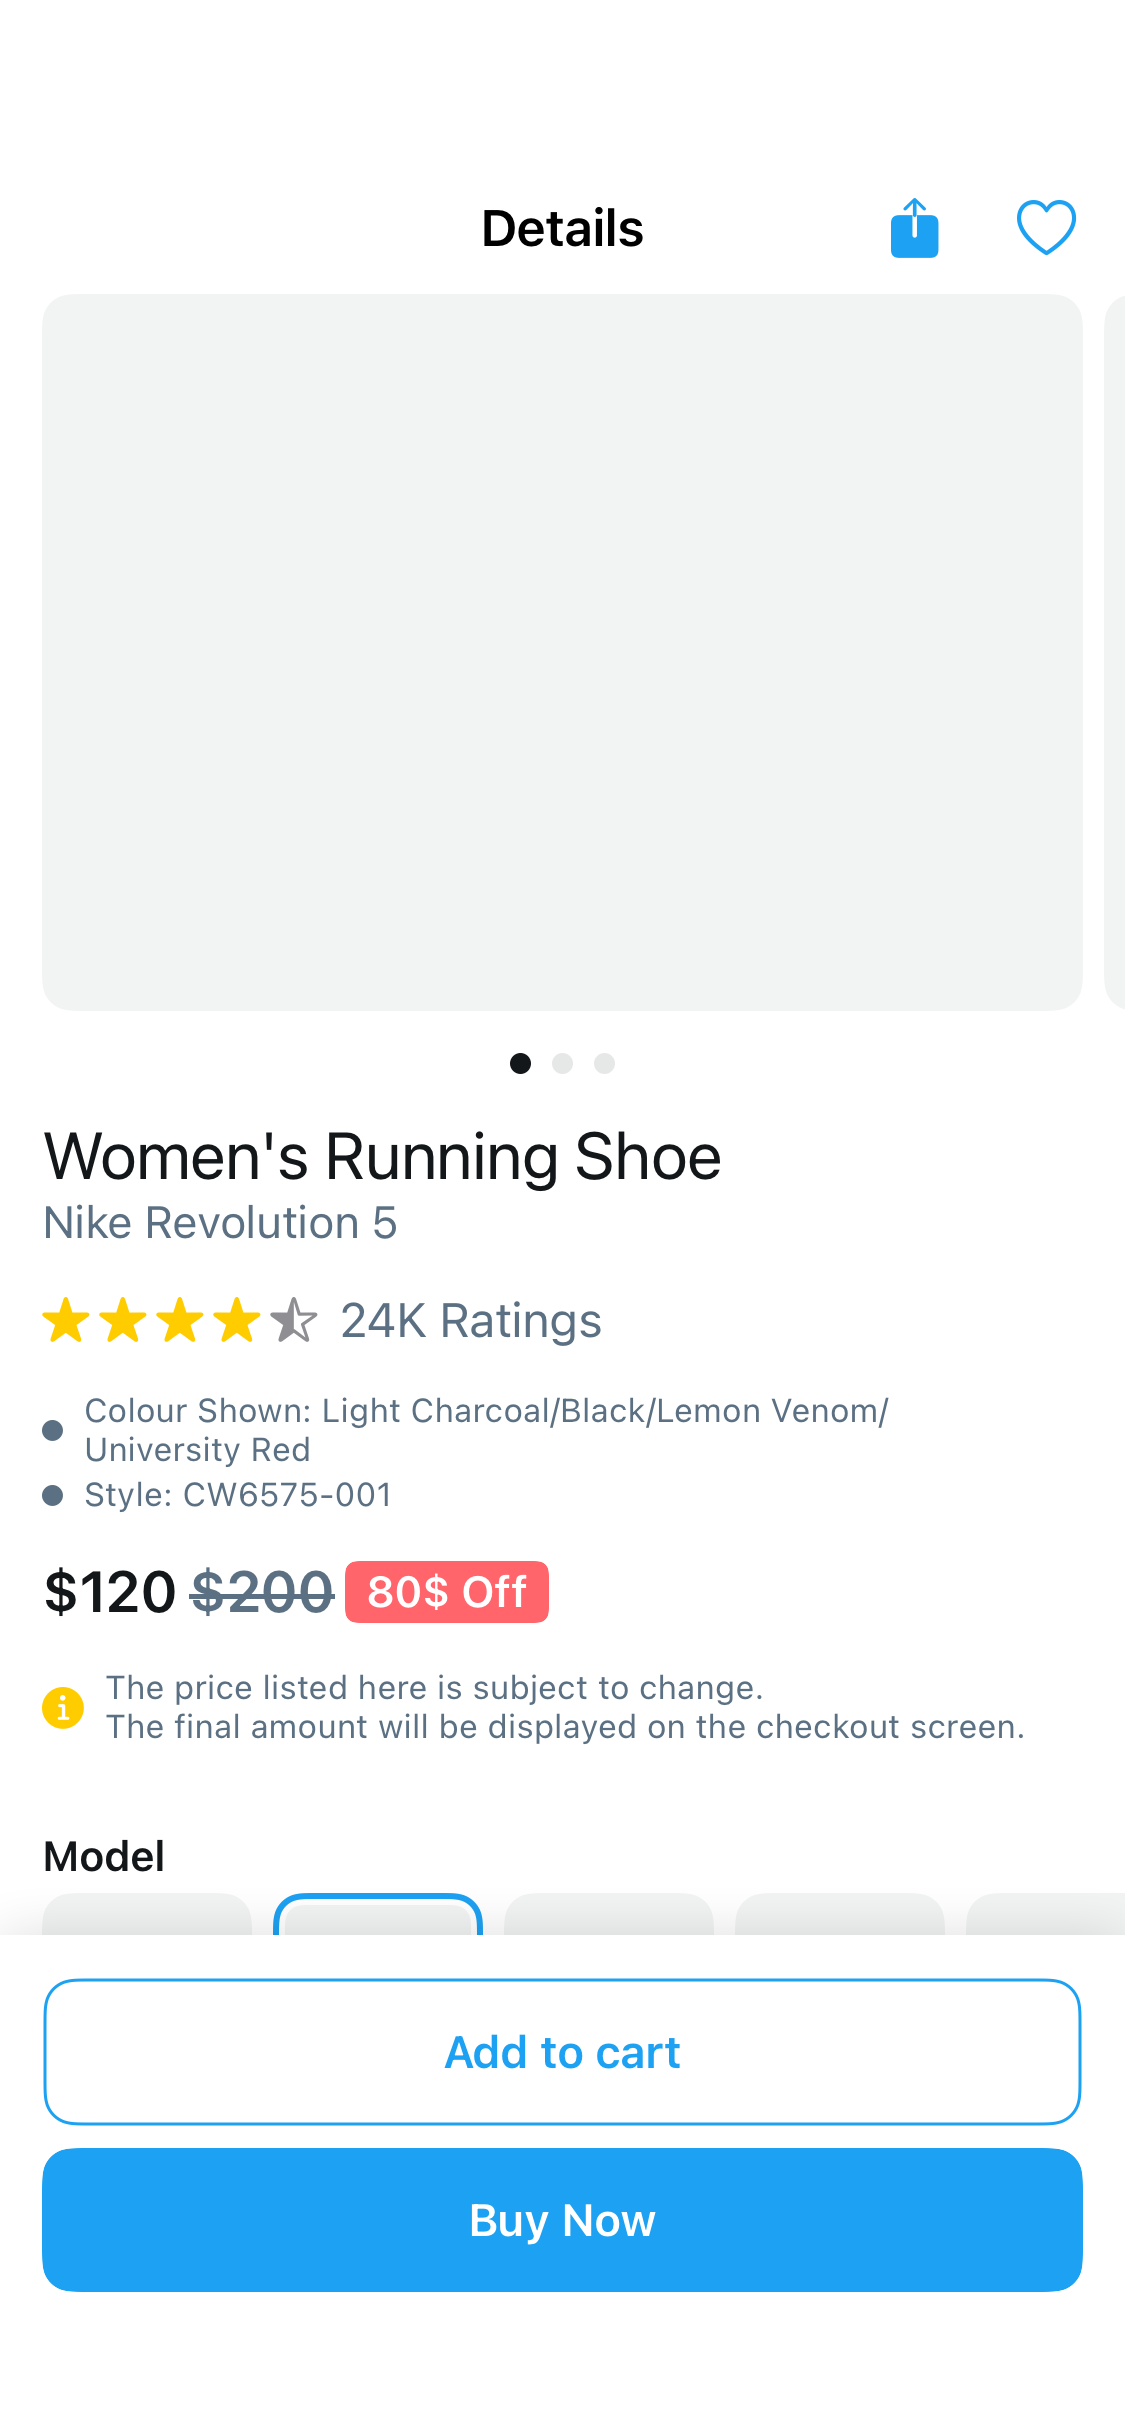 Details
Women's Running Shoe
Nike Revolution 5
24K Ratings
Colour Shown: Light Charcoal/Black/Lemon Venom/
University Red
Style: CW6575-001
$120 $200 80$ Off
The price listed here is subject to change.
The final amount will be displayed on the checkout screen.
Model
Add to cart
Buy Now